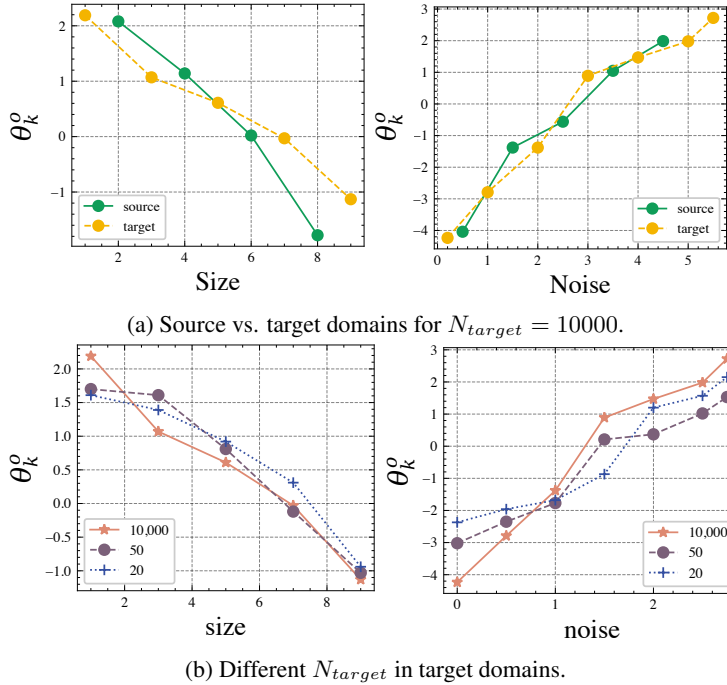 2
1
0
−1
θ_k^o
source
target
2 4 6 8
Size
3
2
1
0
−1
−2
−3
−4
θ_k^o
source
target
0 1 2 3 4 5
Noise
(a) Source vs. target domains for N_{target} = 10000.
2.0
1.5
1.0
0.5
0.0
−0.5
−1.0
θ_k^o
10,000
50
20
2 4 6 8
size
3
2
1
0
−1
−2
−3
−4
θ_k^o
10,000
50
20
0 1 2
noise
(b) Different N_{target} in target domains.